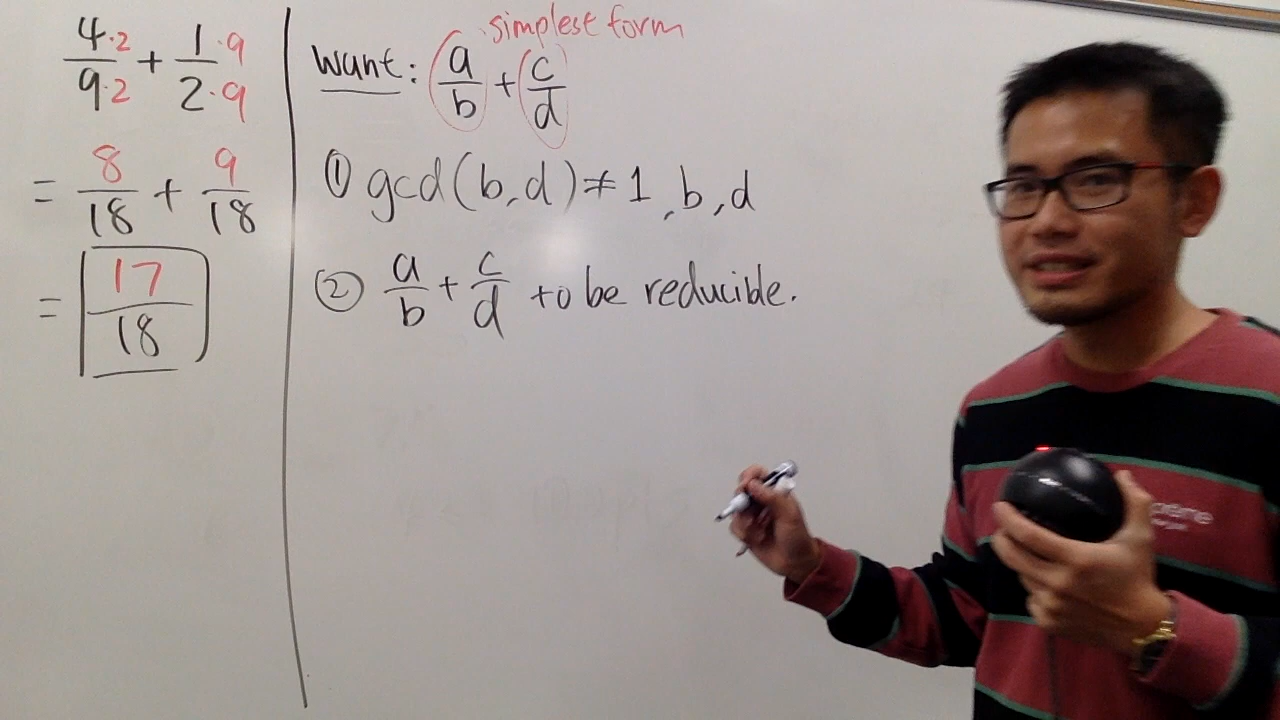 4·2/9·2 + 1·9/2·9
= 8/18 + 9/18
= 17/18
simplest form
Want: a/b + c/d
① gcd(b,d) ≠ 1, b, d
② a/b + c/d to be reducible.